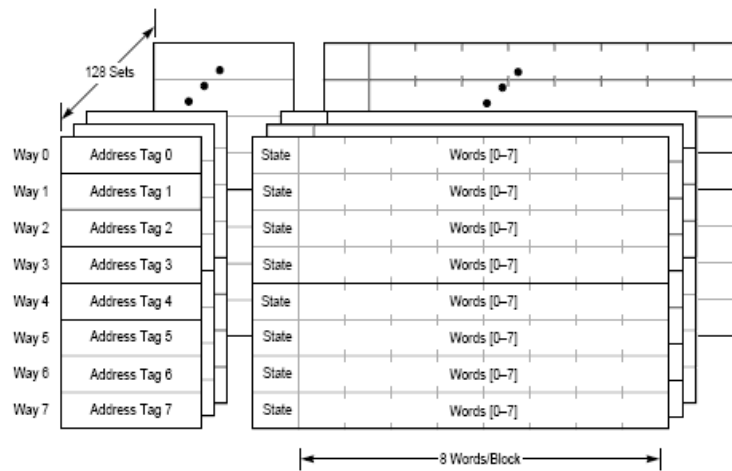 128 Sets
Way 0 Address Tag 0 State Words [0–7]
Way 1 Address Tag 1 State Words [0–7]
Way 2 Address Tag 2 State Words [0–7]
Way 3 Address Tag 3 State Words [0–7]
Way 4 Address Tag 4 State Words [0–7]
Way 5 Address Tag 5 State Words [0–7]
Way 6 Address Tag 6 State Words [0–7]
Way 7 Address Tag 7 State Words [0–7]
8 Words/Block